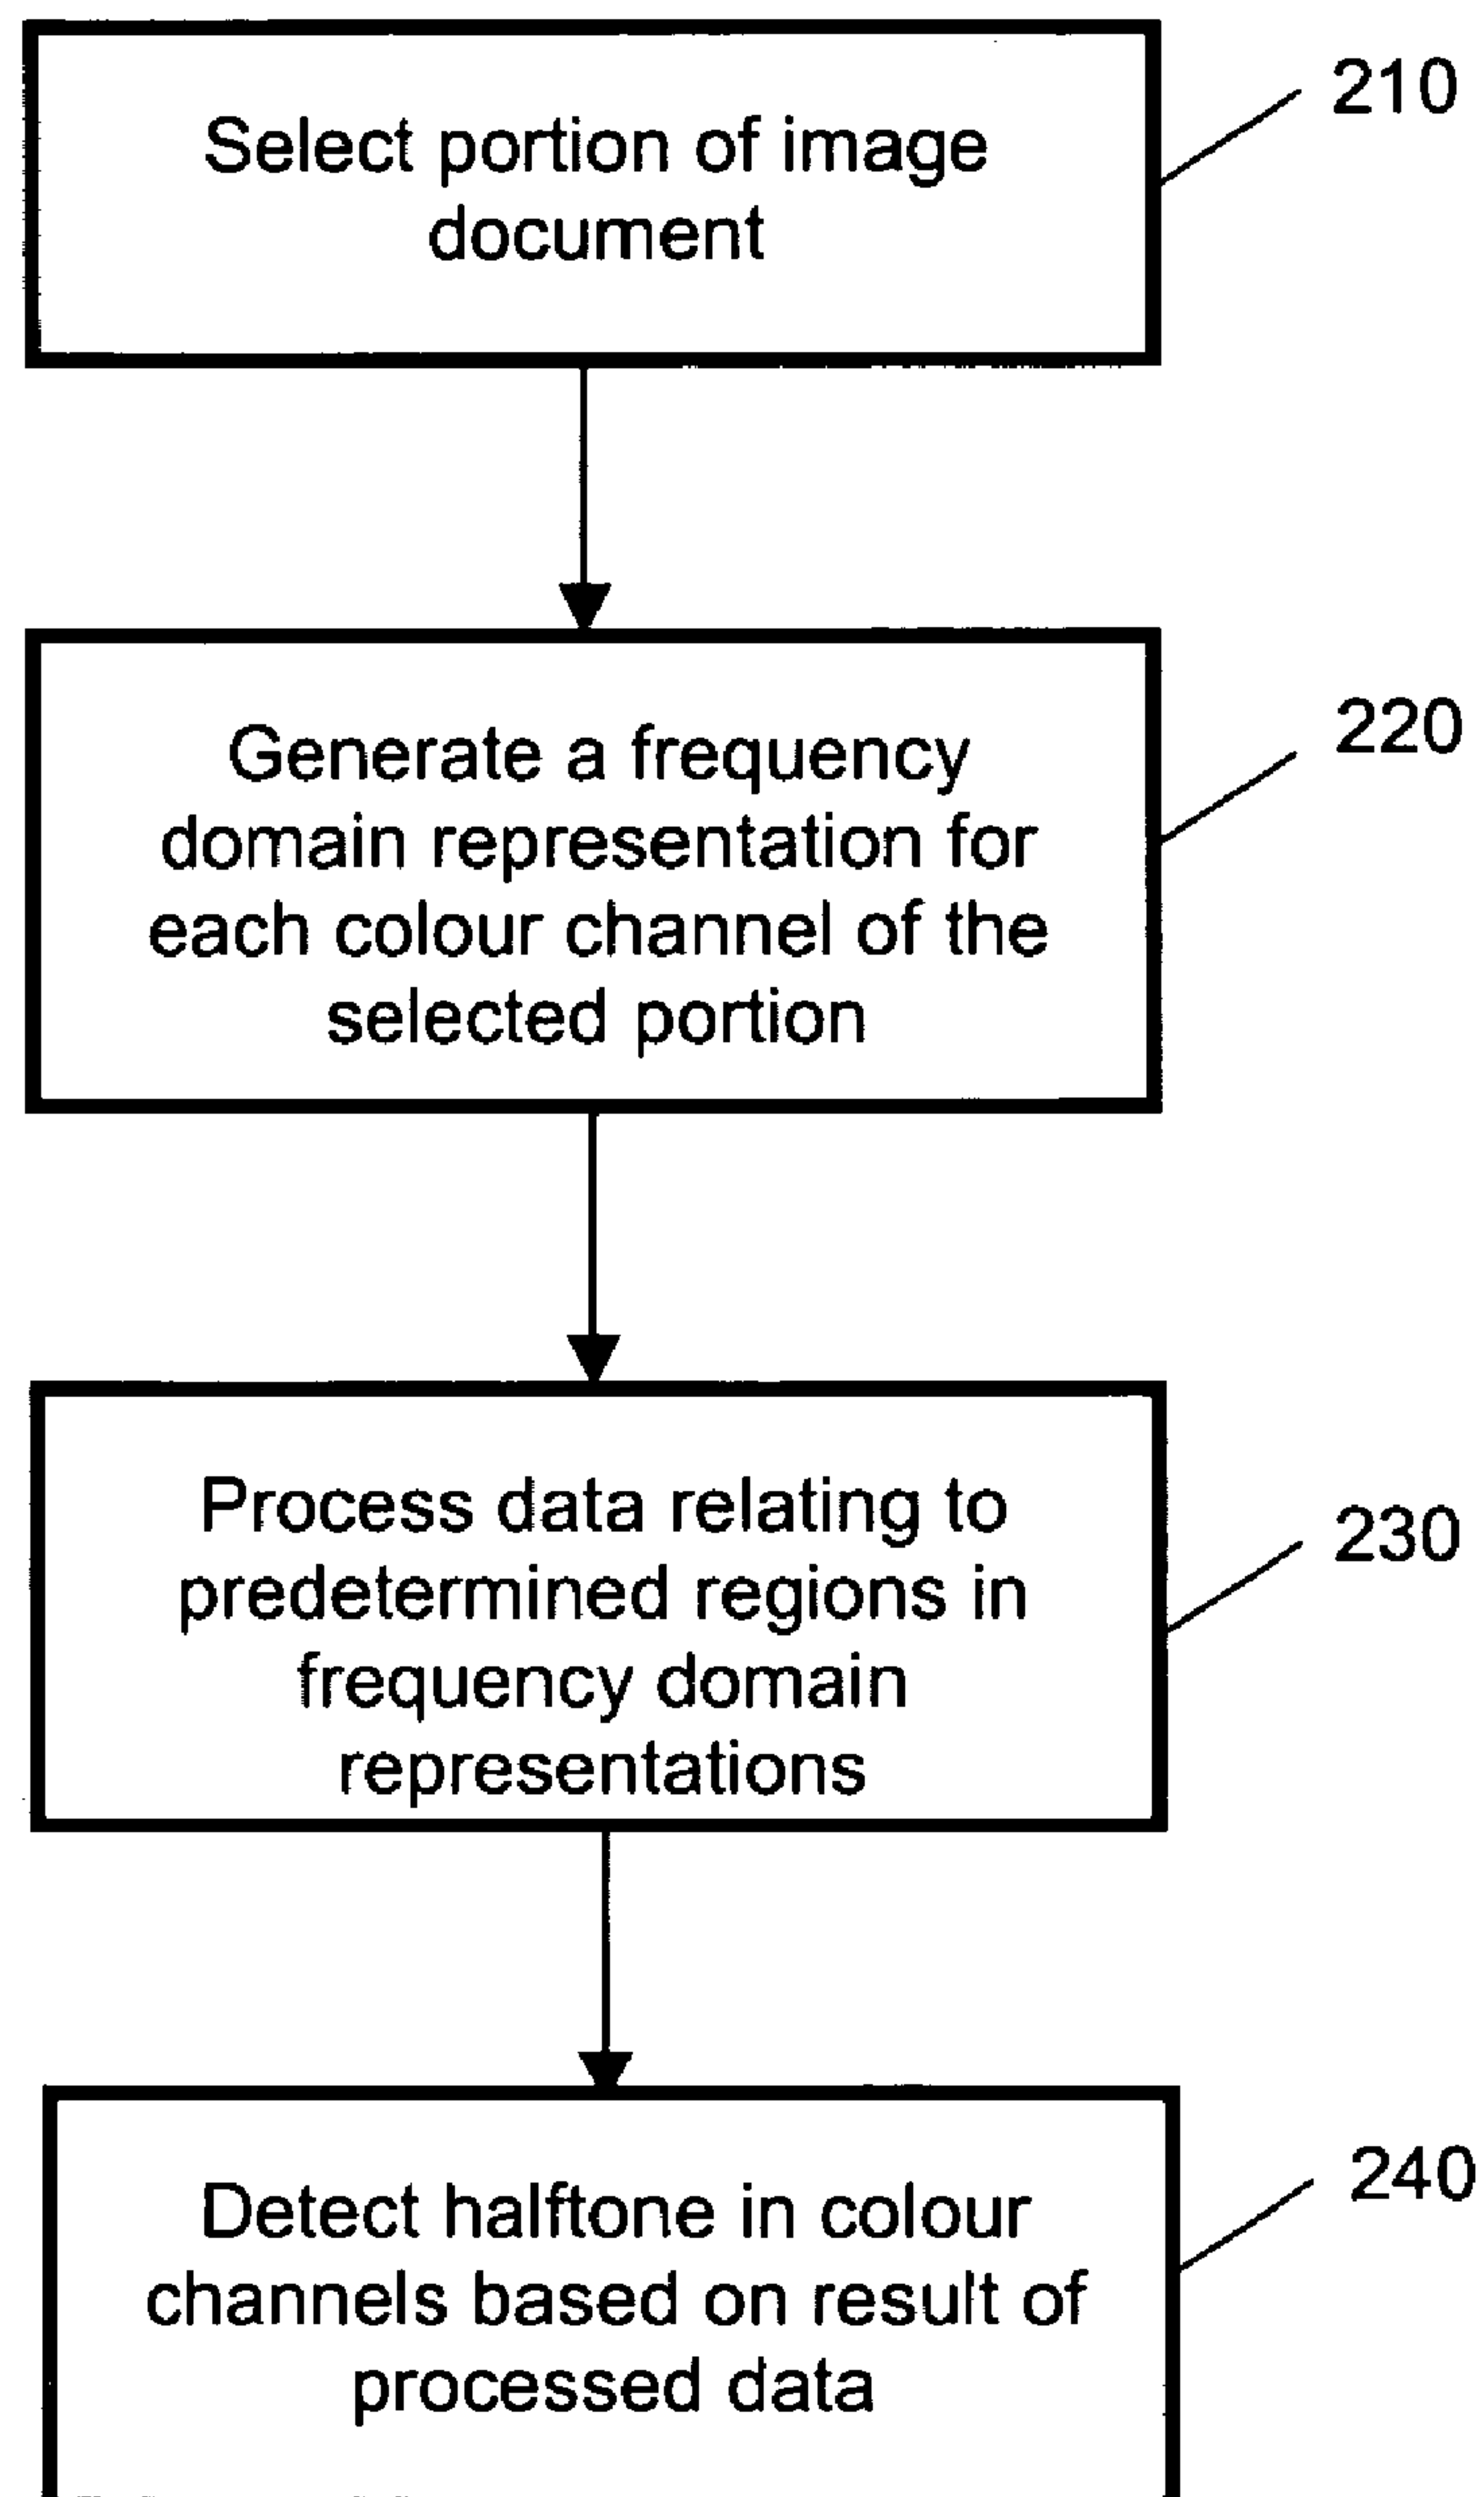 Select portion of image
document
210
Generate a frequency
domain representation for
each colour channel of the
selected portion
220
Process data relating to
predetermined regions in
frequency domain
representations
230
Detect halftone in colour
channels based on result of
processed data
240